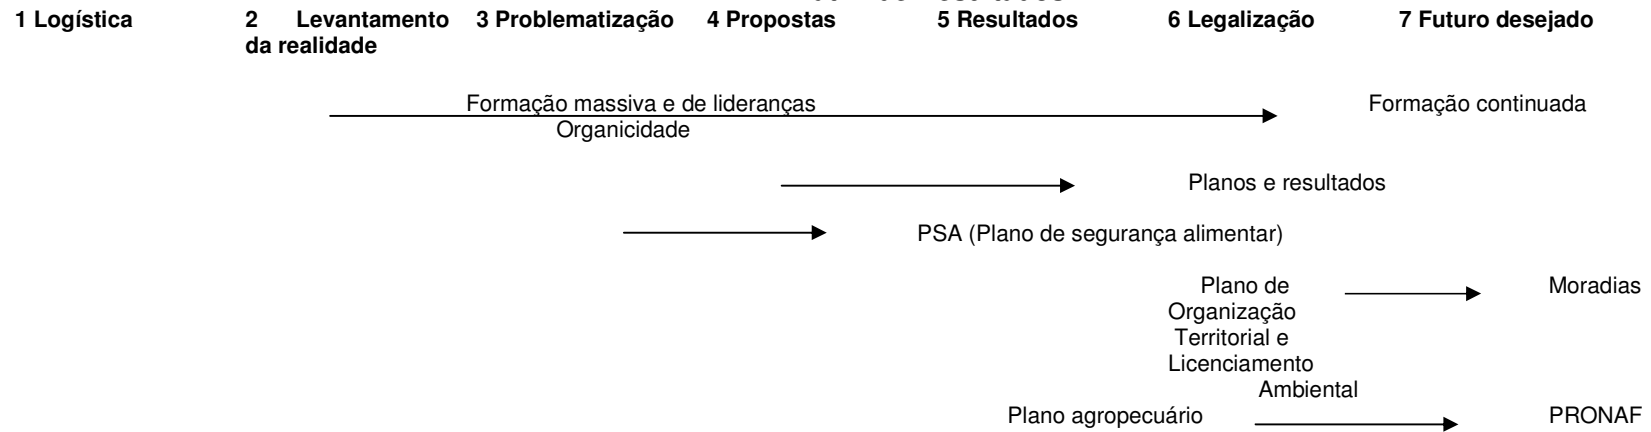 1 Logística 2 Levantamento da realidade 3 Problematização 4 Propostas 5 Resultados 6 Legalização 7 Futuro desejado
Formação massiva e de lideranças Formação continuada
Organicidade
Planos e resultados
PSA (Plano de segurança alimentar)
Plano de Moradias
Organização
Territorial e
Licenciamento
Ambiental
Plano agropecuário PRONAF